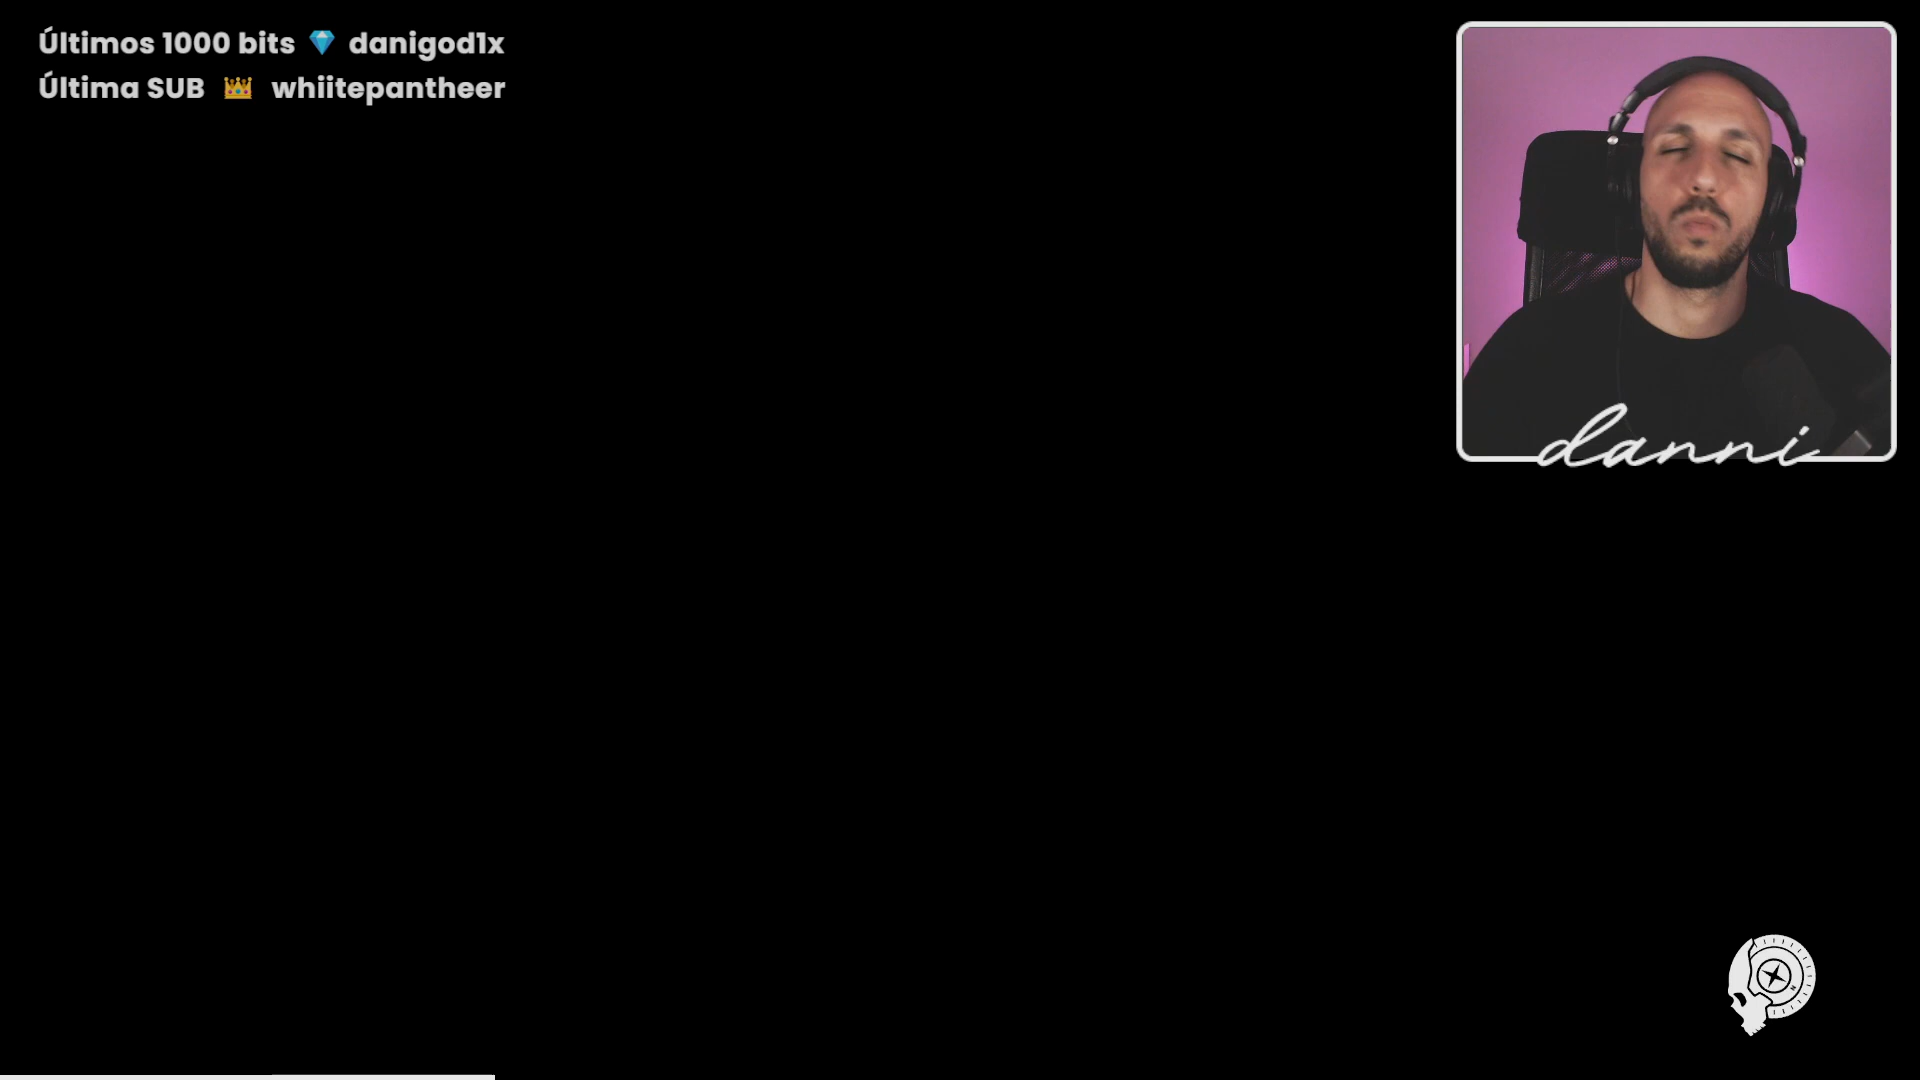 Últimos 1000 bits 💎 danigod1x
Última SUB 👑 whiitepantheer
danni